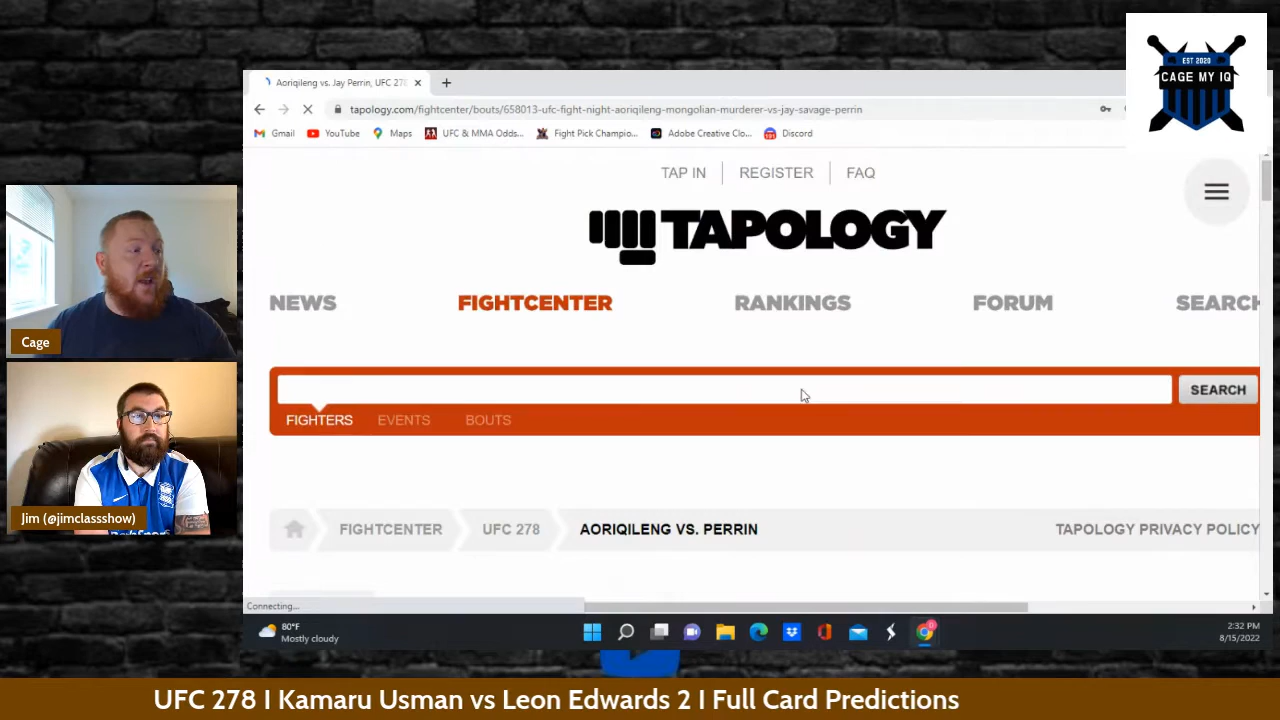 Aoriqileng vs. Jay Perrin, UFC 278
EST 2020
CAGE MY IQ
tapology.com/fightcenter/bouts/658013-ufc-fight-night-aoriqileng-mongolian-murderer-vs-jay-savage-perrin
Gmail YouTube Maps UFC & MMA Odds... Fight Pick Champio... Adobe Creative Clo... Discord
TAP IN REGISTER FAQ
TAPOLOGY
NEWS FIGHTCENTER RANKINGS FORUM SEARCH
SEARCH
FIGHTERS EVENTS BOUTS
Cage
Jim (@jimclassshow)
FIGHTCENTER UFC 278 AORIQILENG VS. PERRIN TAPOLOGY PRIVACY POLICY
Connecting...
80°F
Mostly cloudy
2:32 PM
8/15/2022
UFC 278 I Kamaru Usman vs Leon Edwards 2 I Full Card Predictions